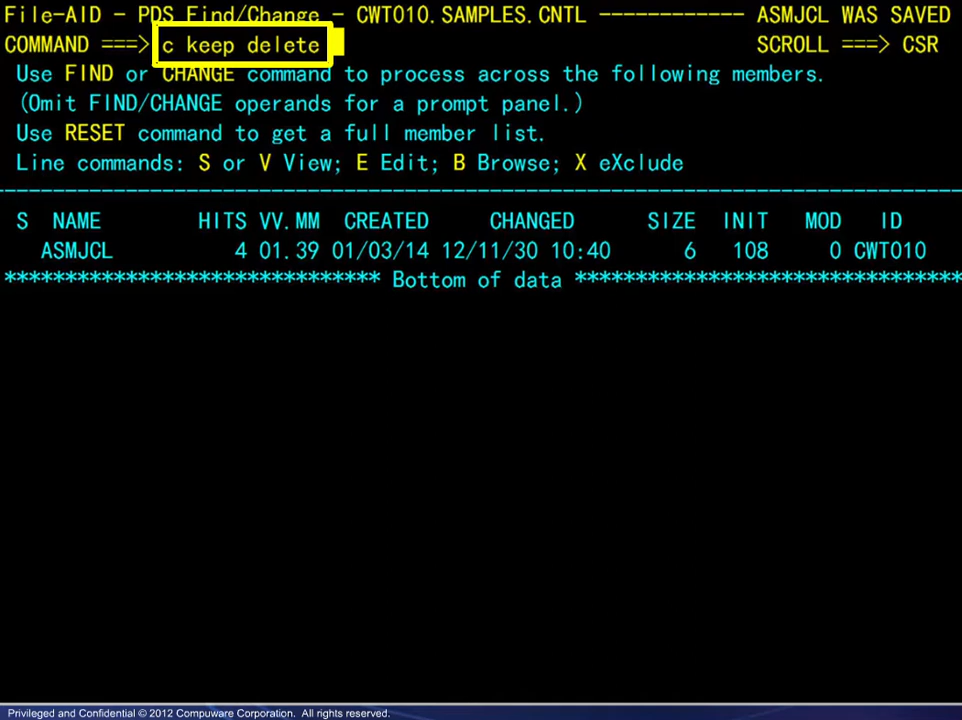 File-AID - PDS Find/Change - CWT010.SAMPLES.CNTL ------------ ASMJCL WAS SAVED
COMMAND ===> c keep delete SCROLL ===> CSR
Use FIND or CHANGE command to process across the following members.
(Omit FIND/CHANGE operands for a prompt panel.)
Use RESET command to get a full member list.
Line commands: S or V View; E Edit; B Browse; X eXclude
-------------------------------------------------------------------------------
S NAME HITS VV.MM CREATED CHANGED SIZE INIT MOD ID
ASMJCL 4 01.39 01/03/14 12/11/30 10:40 6 108 0 CWT010
******************************* Bottom of data ********************************
Privileged and Confidential © 2012 Compuware Corporation. All rights reserved.